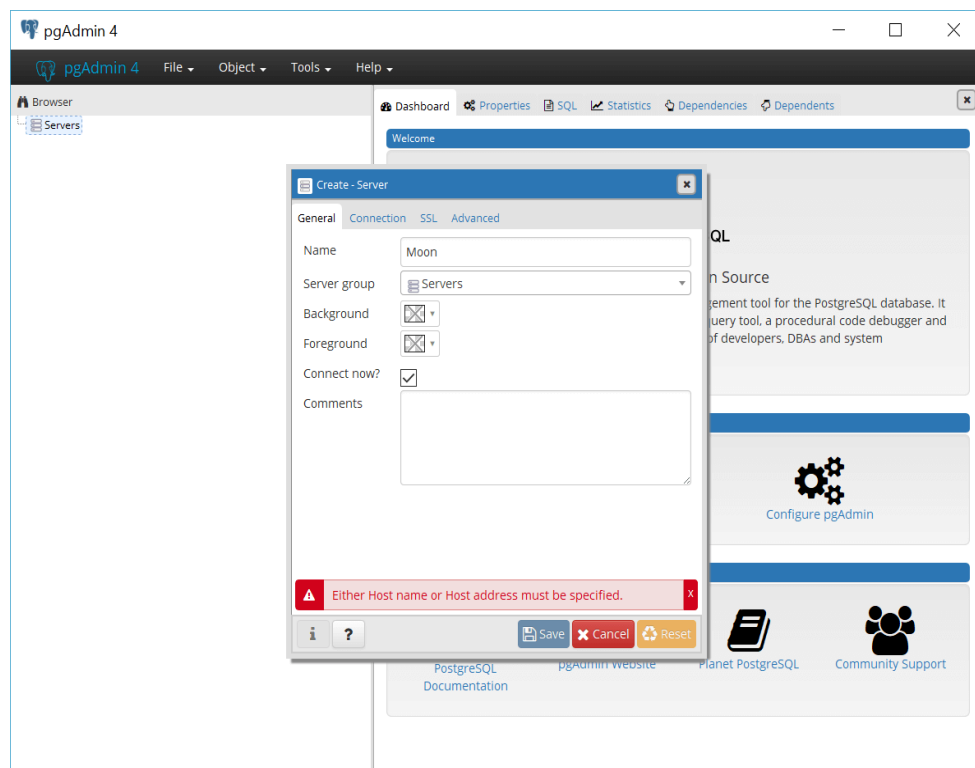 pgAdmin 4
pgAdmin 4 File Object Tools Help
Browser
Servers
Dashboard Properties SQL Statistics Dependencies Dependents
Welcome
QL
n Source
gement tool for the PostgreSQL database. It
uery tool, a procedural code debugger and
of developers, DBAs and system
Create - Server
General Connection SSL Advanced
Name Moon
Server group Servers
Background
Foreground
Connect now?
Comments
Either Host name or Host address must be specified. x
i ? Save Cancel Reset
Configure pgAdmin
PostgreSQL
Documentation
pgAdmin Website
Planet PostgreSQL
Community Support